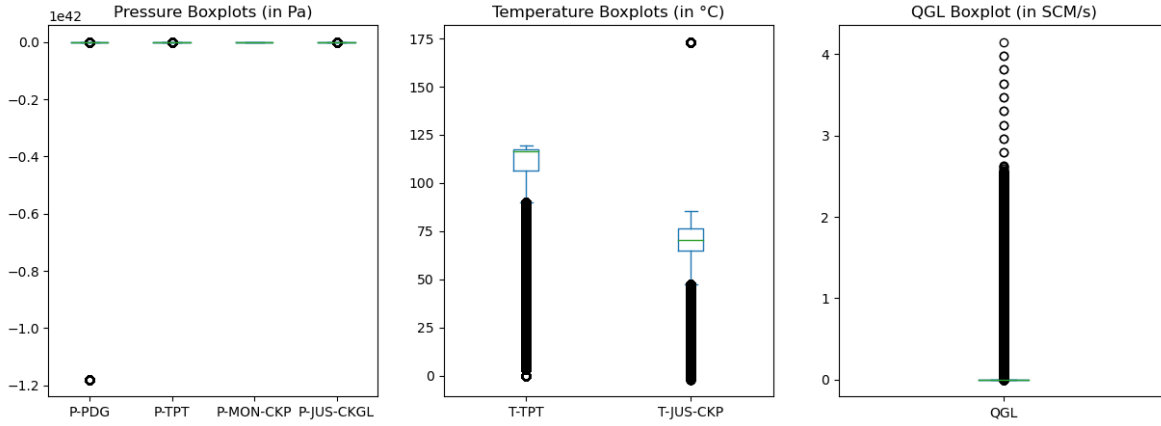 Pressure Boxplots (in Pa)
1e42
0.0
−0.2
−0.4
−0.6
−0.8
−1.0
−1.2
P-PDG P-TPT P-MON-CKP P-JUS-CKGL
Temperature Boxplots (in °C)
175
150
125
100
75
50
25
0
T-TPT T-JUS-CKP
QGL Boxplot (in SCM/s)
4
3
2
1
0
QGL